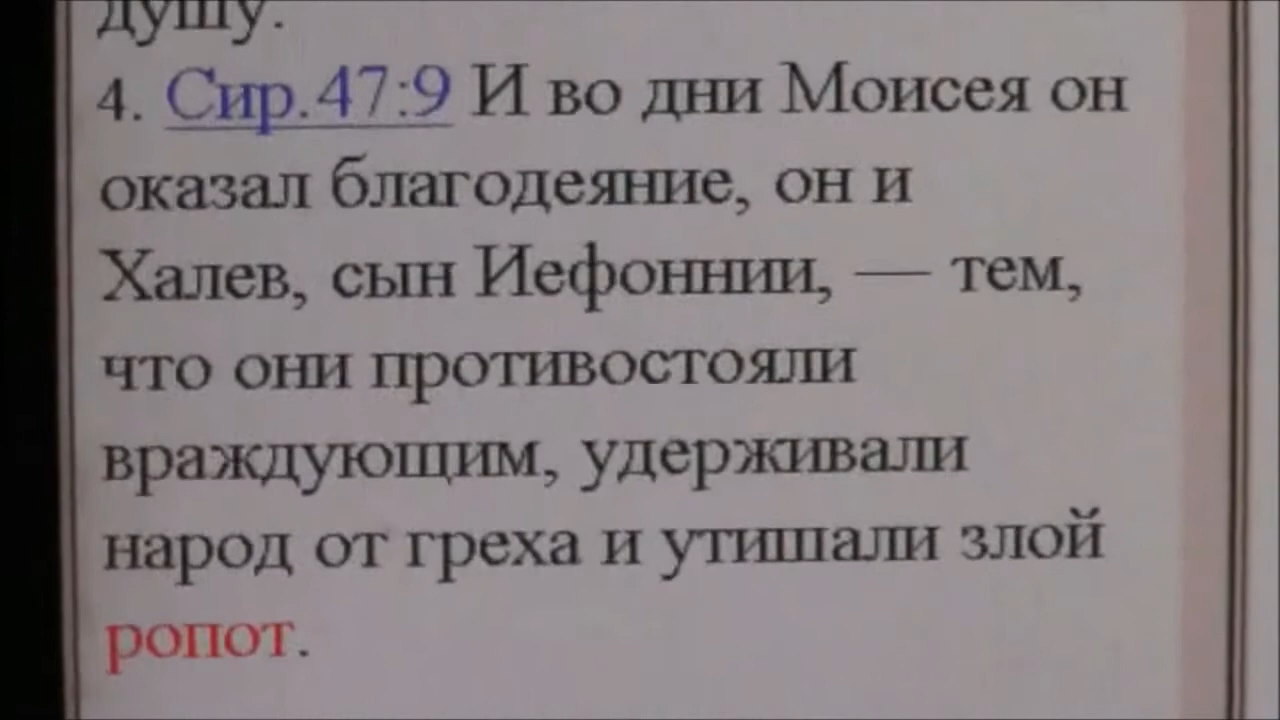 душу.
4. Сир.47:9 И во дни Моисея он
оказал благодеяние, он и
Халев, сын Иефоннии, — тем,
что они противостояли
враждующим, удерживали
народ от греха и утишали злой
ропот.